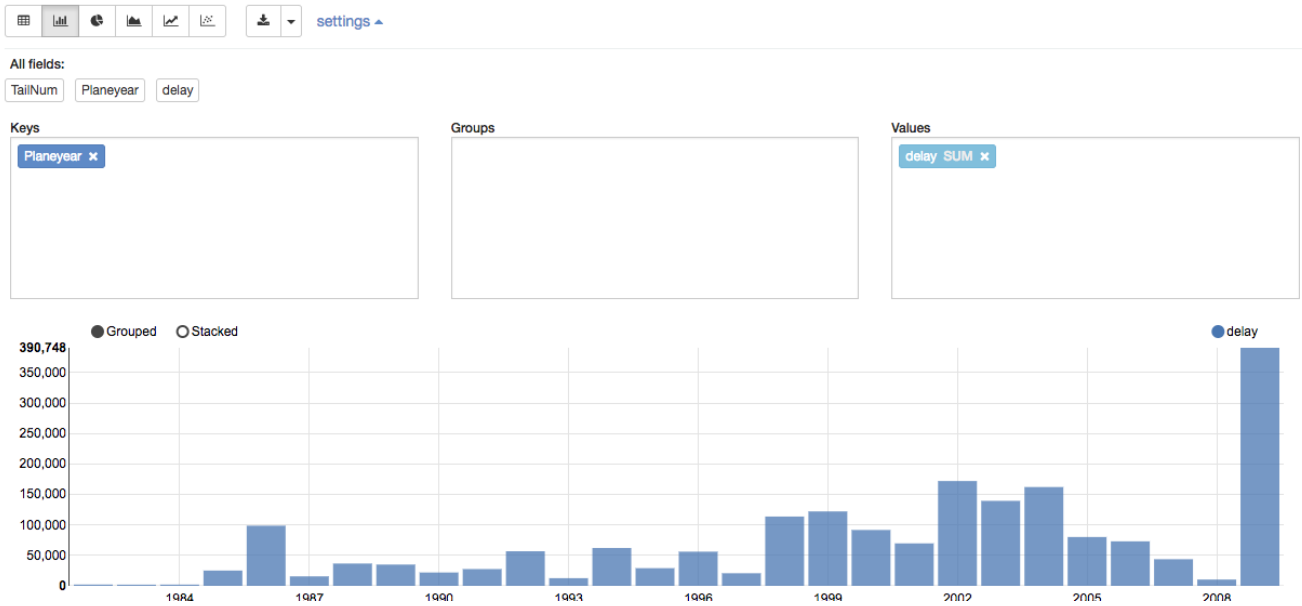 settings
All fields:
TailNum Planeyear delay
Keys Groups Values
Planeyear × delay SUM ×
Grouped Stacked delay
390,748
350,000
300,000
250,000
200,000
150,000
100,000
50,000
0
1984 1987 1990 1993 1996 1999 2002 2005 2008